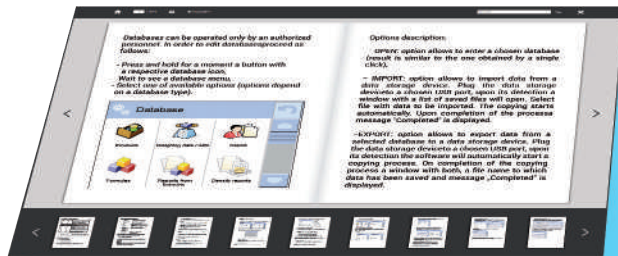 Databases can be operated only by an authorized
personnel. In order to edit databaseproceed as
follows:
- Press and hold for a moment a button with
a respective database icon,
Wait to see a database menu,
- Select one of available options (options depend
on a database type).
Database
Products
Formulas
Options description:
OPEN: option allows to enter a chosen database
(result is similar to the one obtained by a single
click),
- IMPORT: option allows to import data from a
data storage device. Plug the data storage
deviceto a chosen USB port, upon its detection a
window with a list of saved files will open. Select
file with data to be imported. The copying starts
automatically. Upon completion of the processa
message "Completed" is displayed.
-EXPORT: option allows to export data from a
selected database in a data storage device. Plug
the data storage deviceto a chosen USB port, upon
its detection the software will automatically start a
copying process. On completion of the copying
process a window with both, a file name to which
data has been saved and message „Completed" is
displayed.